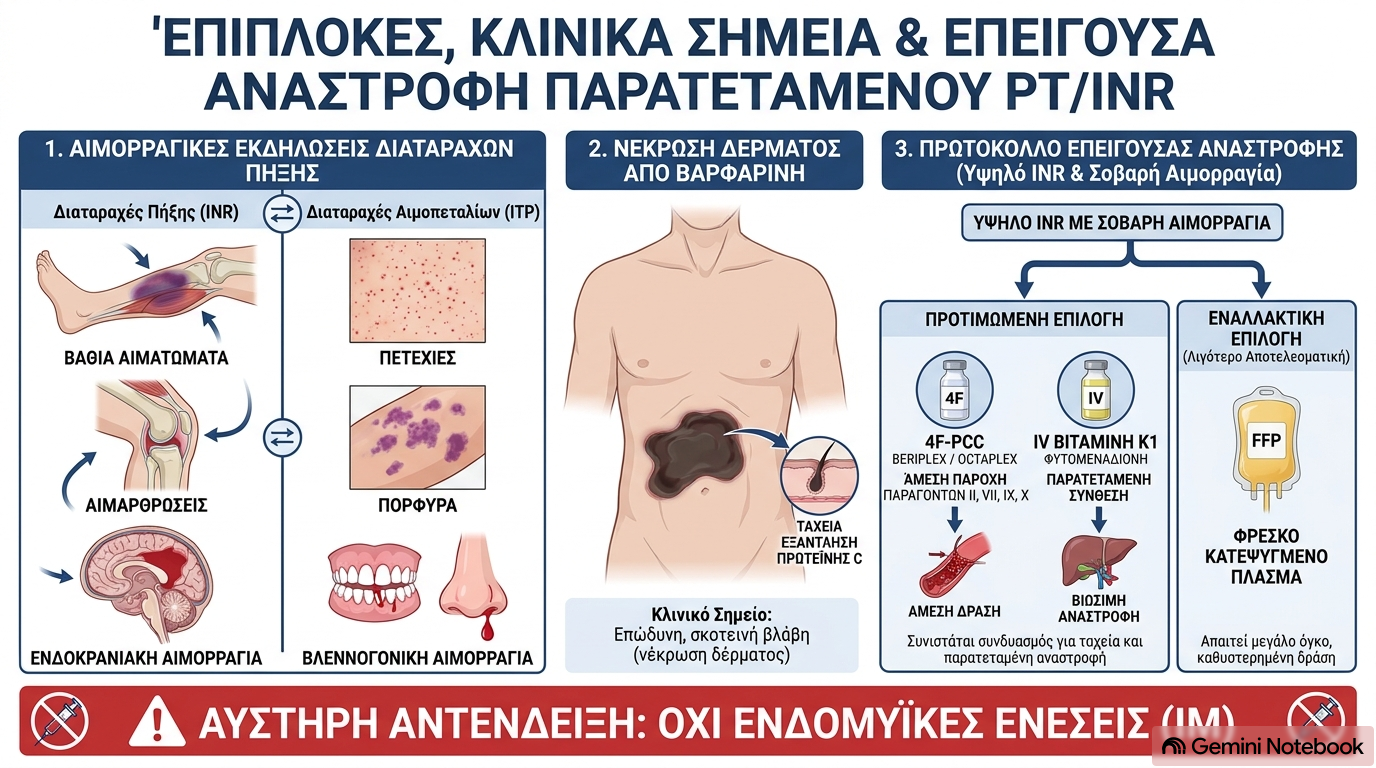 'ΕΠΙΠΛΟΚΕΣ, ΚΛΙΝΙΚΑ ΣΗΜΕΙΑ & ΕΠΕΙΓΟΥΣΑ
ΑΝΑΣΤΡΟΦΗ ΠΑΡΑΤΕΤΑΜΕΝΟΥ PT/INR
1. ΑΙΜΟΡΡΑΓΙΚΕΣ ΕΚΔΗΛΩΣΕΙΣ ΔΙΑΤΑΡΑΧΩΝ
ΠΗΞΗΣ
Διαταραχές Πήξης (INR)
Διαταραχές Αιμοπεταλίων (ITP)
ΒΑΘΙΑ ΑΙΜΑΤΩΜΑΤΑ
ΠΕΤΕΧΙΕΣ
ΑΙΜΑΡΘΡΩΣΕΙΣ
ΠΟΡΦΥΡΑ
ΕΝΔΟΚΡΑΝΙΑΚΗ ΑΙΜΟΡΡΑΓΙΑ
ΒΛΕΝΝΟΓΟΝΙΚΗ ΑΙΜΟΡΡΑΓΙΑ
2. ΝΕΚΡΩΣΗ ΔΕΡΜΑΤΟΣ
ΑΠΟ ΒΑΡΦΑΡΙΝΗ
ΤΑΧΕΙΑ
ΕΞΑΝΤΛΗΣΗ
ΠΡΩΤΕΪΝΗΣ C
Κλινικό Σημείο:
Επώδυνη, σκοτεινή βλάβη
(νέκρωση δέρματος)
3. ΠΡΩΤΟΚΟΛΛΟ ΕΠΕΙΓΟΥΣΑΣ ΑΝΑΣΤΡΟΦΗΣ
(Υψηλό INR & Σοβαρή Αιμορραγία)
ΥΨΗΛΟ INR ΜΕ ΣΟΒΑΡΗ ΑΙΜΟΡΡΑΓΙΑ
ΠΡΟΤΙΜΩΜΕΝΗ ΕΠΙΛΟΓΗ
4F
4F-PCC
BERIPLEX / OCTAPLEX
ΆΜΕΣΗ ΠΑΡΟΧΗ
ΠΑΡΑΓΟΝΤΩΝ II, VII, IX, X
ΑΜΕΣΗ ΔΡΑΣΗ
IV
IV ΒΙΤΑΜΙΝΗ Κ1
ΦΥΤΟΜΕΝΑΔΙΟΝΗ
ΠΑΡΑΤΕΤΑΜΕΝΗ
ΣΥΝΘΕΣΗ
ΒΙΩΣΙΜΗ
ΑΝΑΣΤΡΟΦΗ
Συνιστάται συνδυασμός για ταχεία και
παρατεταμένη αναστροφή
ΕΝΑΛΛΑΚΤΙΚΗ
ΕΠΙΛΟΓΗ
(Λιγότερο Αποτελεοματική)
FFP
ΦΡΕΣΚΟ
ΚΑΤΕΨΥΓΜΕΝΟ
ΠΛΑΣΜΑ
Απαιτεί μεγάλο όγκο,
καθυστερημένη δράση
ΑΥΣΤΗΡΗ ΑΝΤΕΝΔΕΙΞΗ: ΟΧΙ ΕΝΔΟΜΥΪΚΕΣ ΕΝΕΣΕΙΣ (IM)
Gemini Notebook